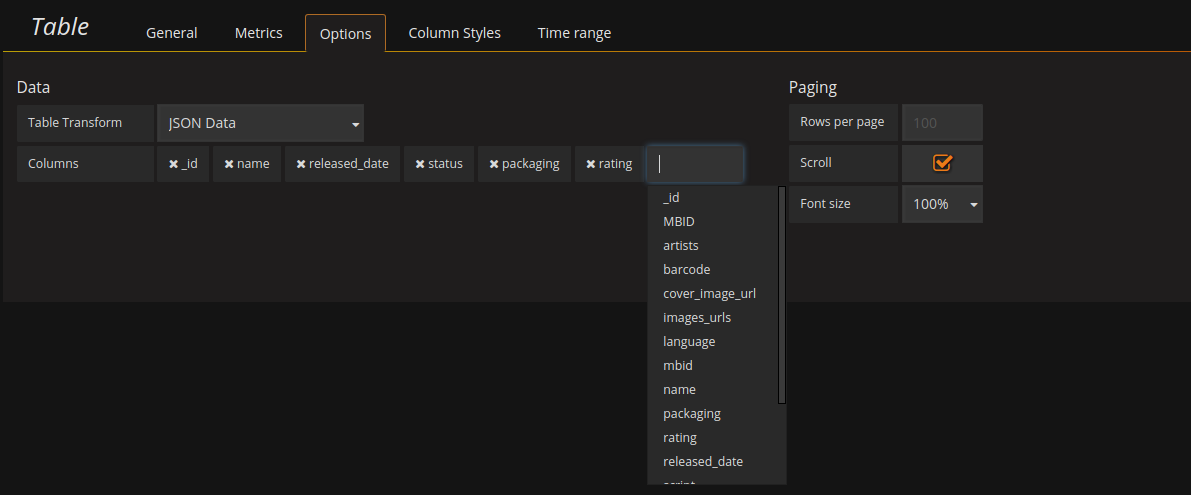 Table General Metrics Options Column Styles Time range
Data
Table Transform JSON Data
Columns _id name released_date status packaging rating
_id
MBID
artists
barcode
cover_image_url
images_urls
language
mbid
name
packaging
rating
released_date
script
Paging
Rows per page 100
Scroll
Font size 100%